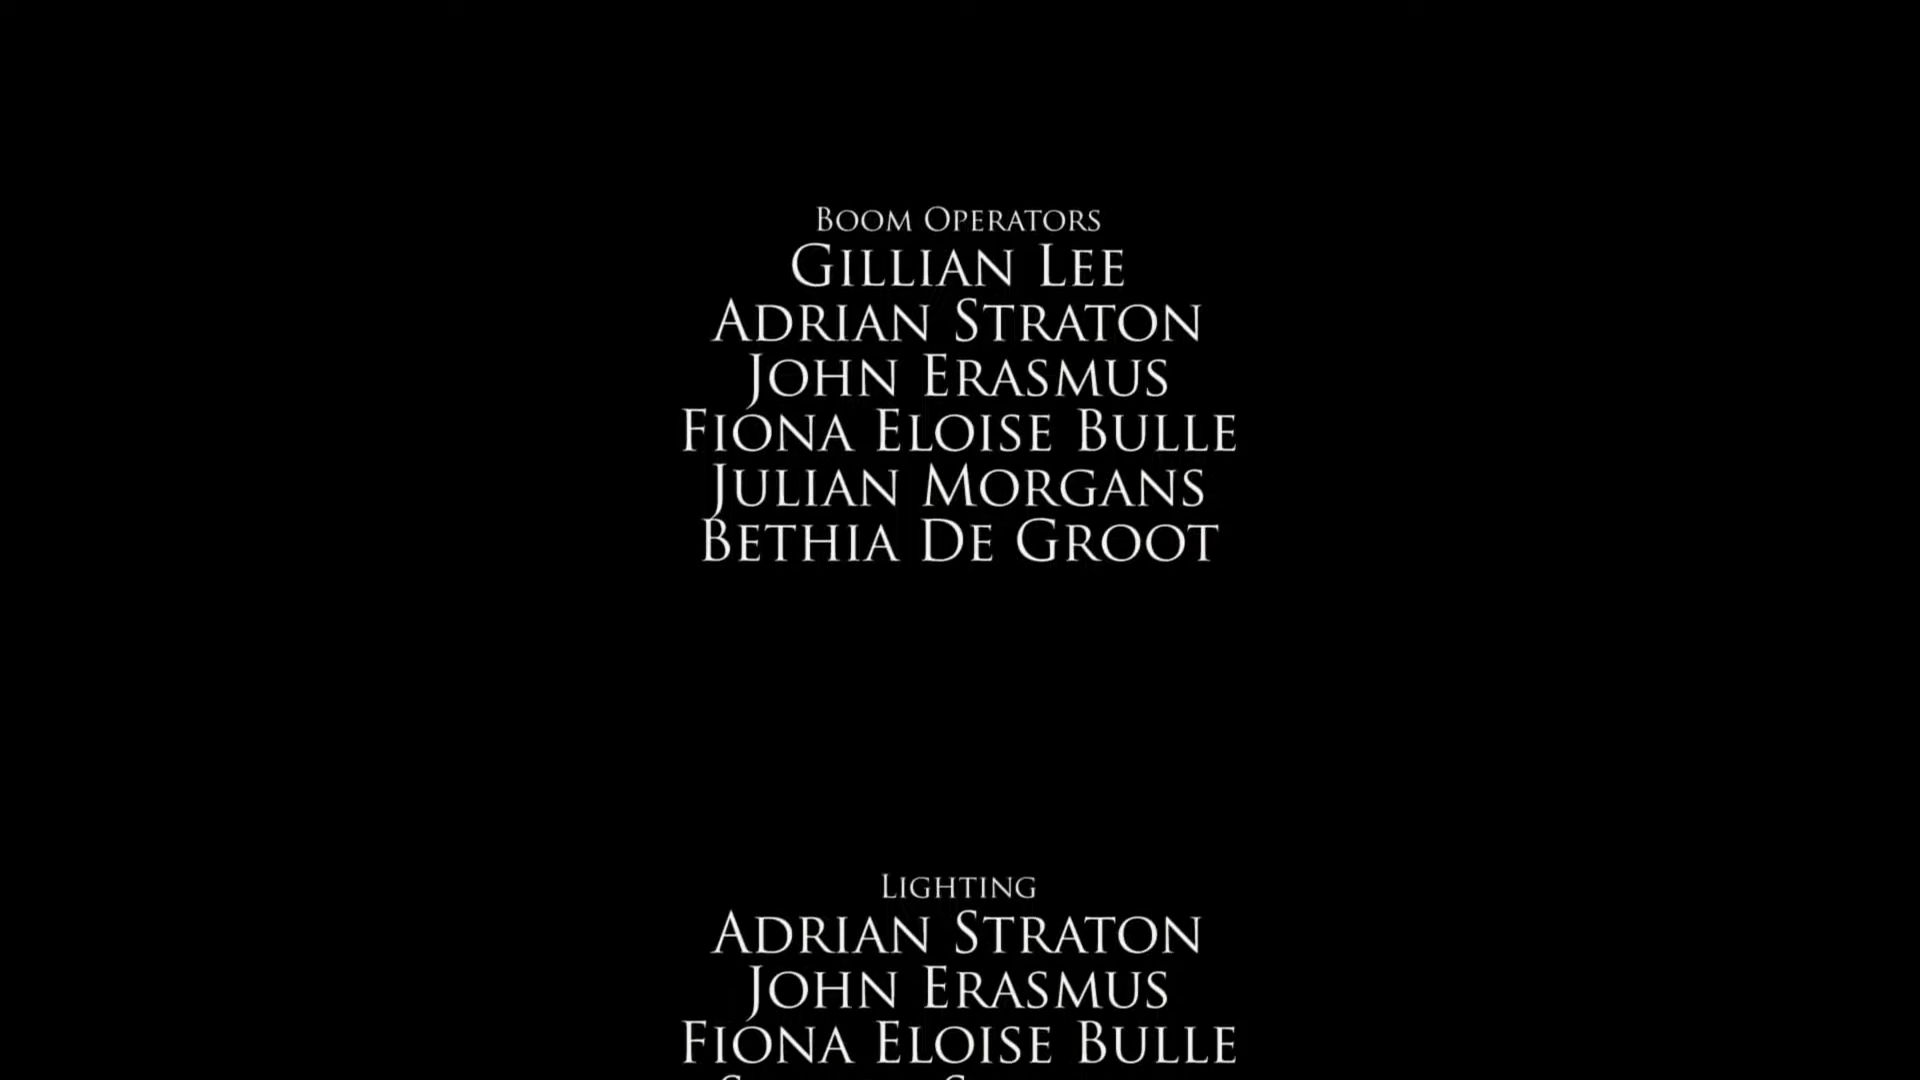 Boom Operators
Gillian Lee
Adrian Straton
John Erasmus
Fiona Eloise Bulle
Julian Morgans
Bethia De Groot
Lighting
Adrian Straton
John Erasmus
Fiona Eloise Bulle